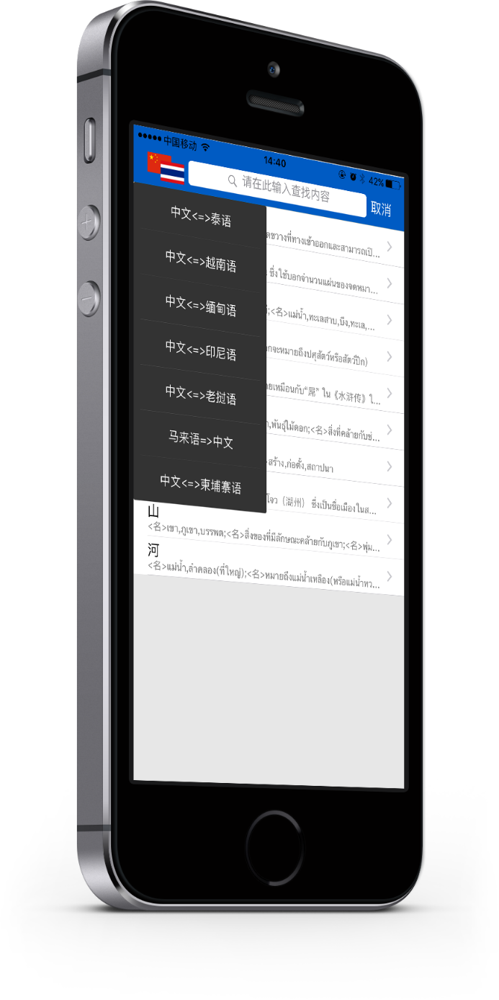 中国移动
14:40
42%
请在此输入查找内容
取消
中文<=>泰语
中文<=>越南语
中文<=>缅甸语
中文<=>印尼语
中文<=>老挝语
马来语=>中文
中文<=>柬埔寨语
ดขวางที่ทางเข้าออกและสามารถเปิ...
ซึ่งใช้บอกจำนวนแผ่นของจดหมา...
;<名>แม่น้ำ,ทะเลสาบ,บึง,ทะเล,...
กจะหมายถึงปศุสัตว์หรือสัตว์ปีก)
ยเหมือนกับ“屌” ใน《水浒传》ใ...
,พันธุ์ไม้ดอก;<名>สิ่งที่คล้ายกับช่...
>สร้าง,ก่อตั้ง,สถาปนา
โจว（湖州） ซึ่งเป็นชื่อเมืองในส...
山
<名>เขา,ภูเขา,บรรพต;<名>สิ่งของที่มีลักษณะคล้ายกับภูเขา;<名>พุ่ม...
河
<名>แม่น้ำ,ลำคลอง(ที่ใหญ่);<名>หมายถึงแม่น้ำเหลือง(หรือแม่น้ำหว...